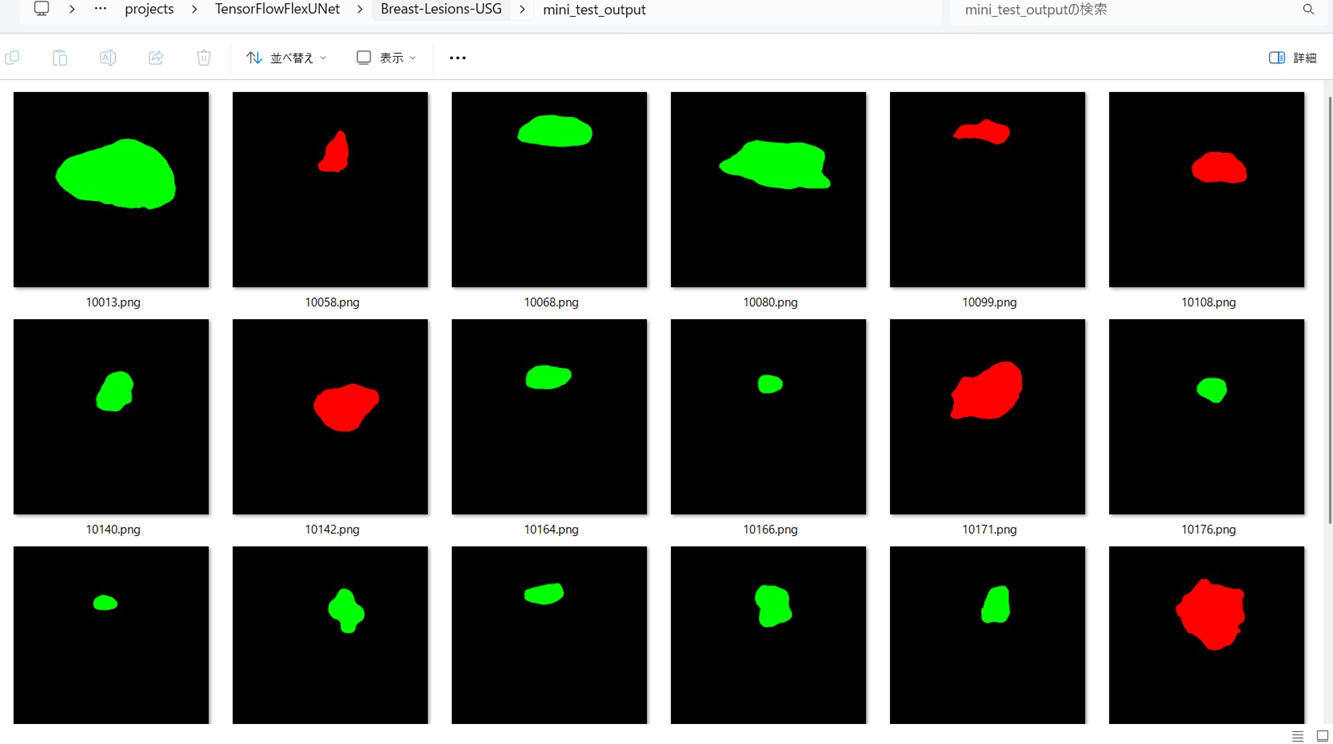 … projects TensorFlowFlexUNet Breast-Lesions-USG mini_test_output mini_test_outputの検索
並べ替え 表示 … 詳細
10013.png 10058.png 10068.png 10080.png 10099.png 10108.png
10140.png 10142.png 10164.png 10166.png 10171.png 10176.png